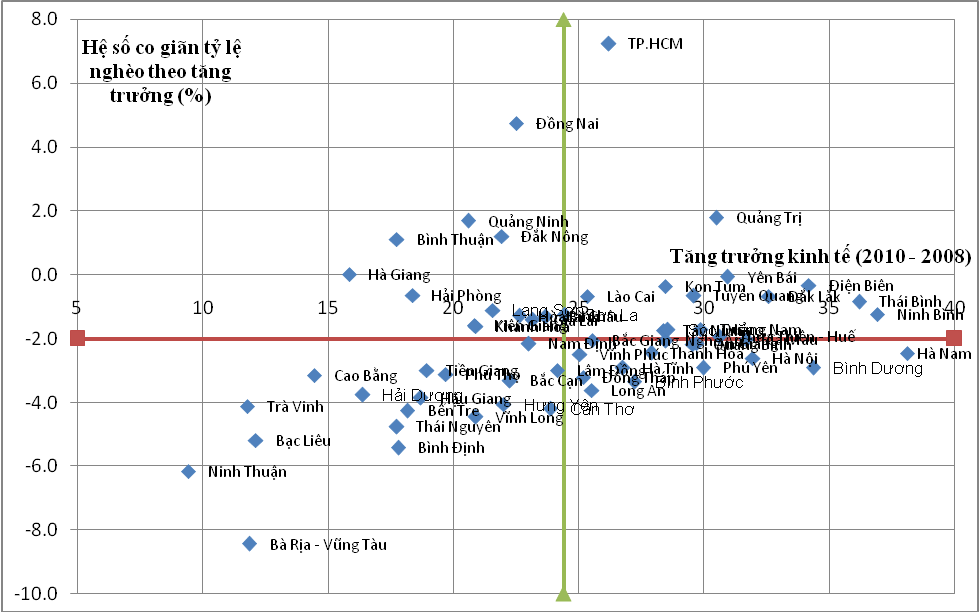 8.0
Hệ số co giãn tỷ lệ
nghèo theo tăng
trưởng (%)
TP.HCM
6.0
Đồng Nai
4.0
2.0
Quảng Ninh
Quảng Trị
Bình Thuận
Đắk Nông
Tăng trưởng kinh tế (2010 - 2008)
0.0
Hà Giang
Yên Bái
Kon Tum
Điện Biên
Hải Phòng
Lào Cai
Tuyên Quang
Đắk Lắk
Thái Bình
5
10
15
20
25
30
35
40
Ninh Bình
-2.0
Nam Định
Bắc Giang
Vĩnh Phúc
Thanh Hóa
Hà Nội
Hà Nam
Cao Bằng
Tiền Giang
Phú Thọ
Bắc Cạn
Lâm Đồng
Đồng Tháp
Hà Tĩnh
Bình Phước
Phú Yên
Bình Dương
Hải Dương
Hậu Giang
Long An
-4.0
Trà Vinh
Bến Tre
Hưng Yên
Cần Thơ
Thái Nguyên
Vĩnh Long
Bạc Liêu
Bình Định
-6.0
Ninh Thuận
-8.0
Bà Rịa - Vũng Tàu
-10.0